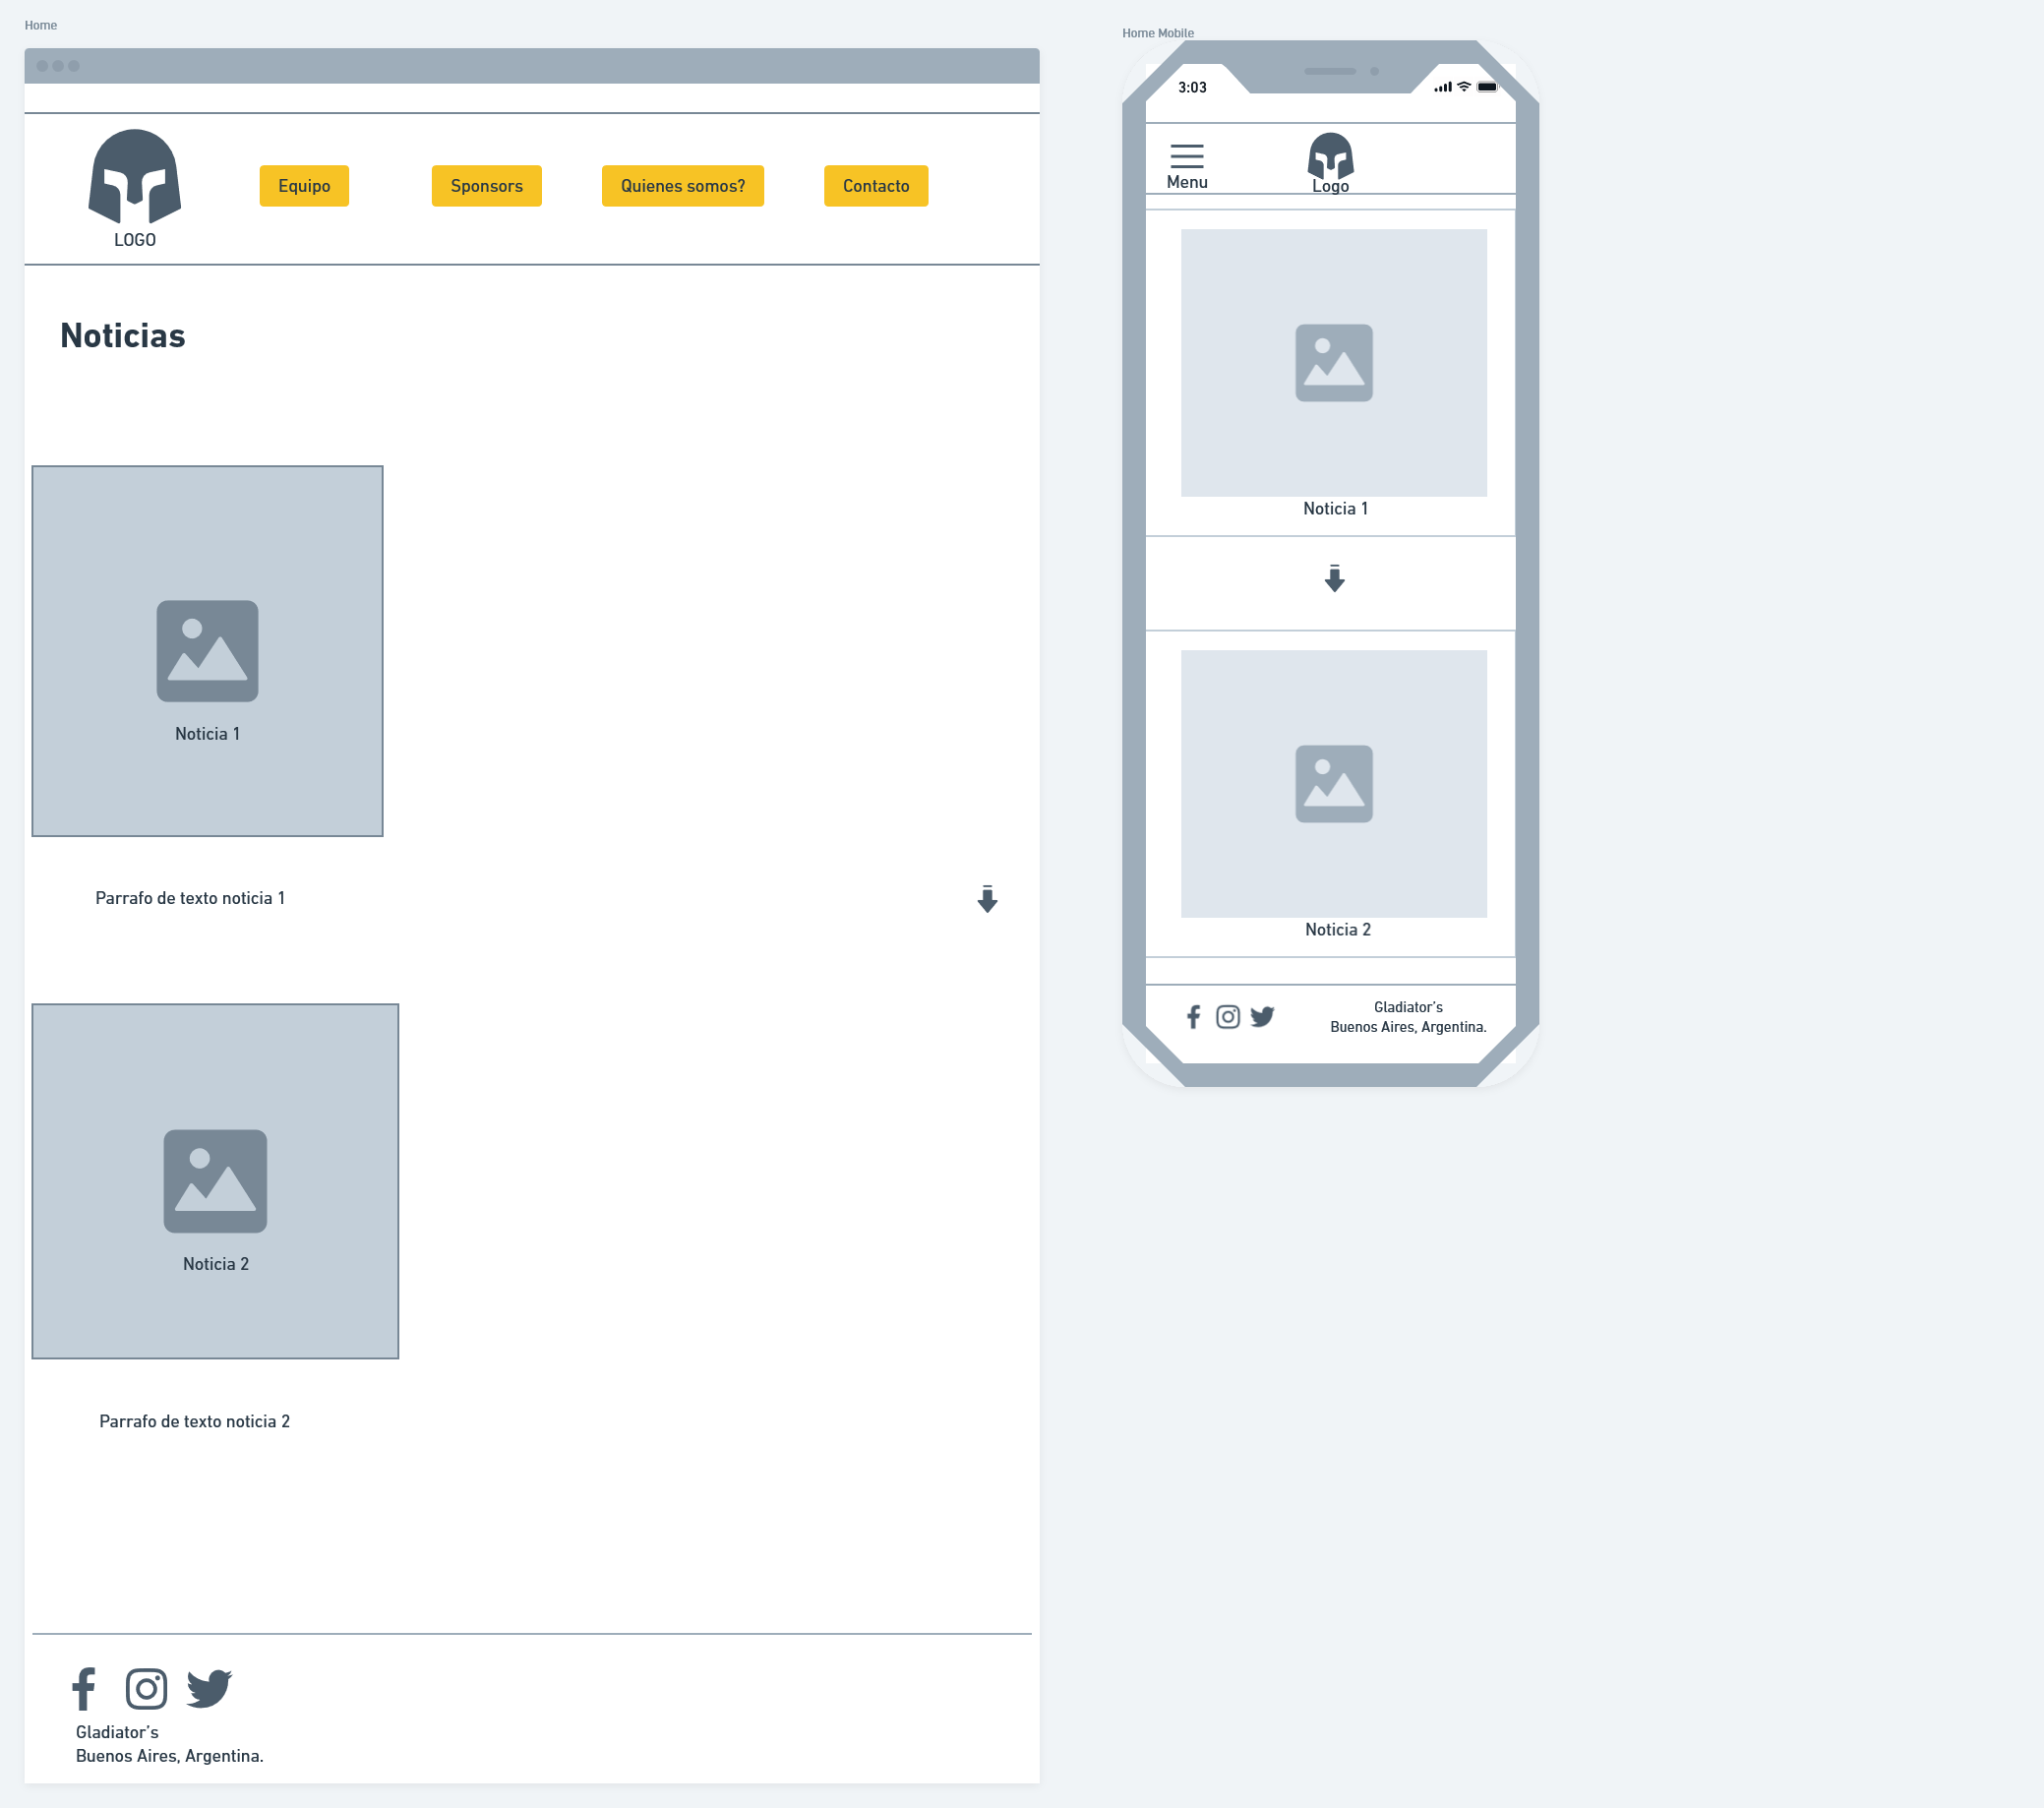 Home
LOGO
Equipo
Sponsors
Quienes somos?
Contacto
Noticias
Noticia 1
Parrafo de texto noticia 1
Noticia 2
Parrafo de texto noticia 2
Gladiator's
Buenos Aires, Argentina.
Home Mobile
3:03
Menu
Logo
Noticia 1
Noticia 2
Gladiator's
Buenos Aires, Argentina.